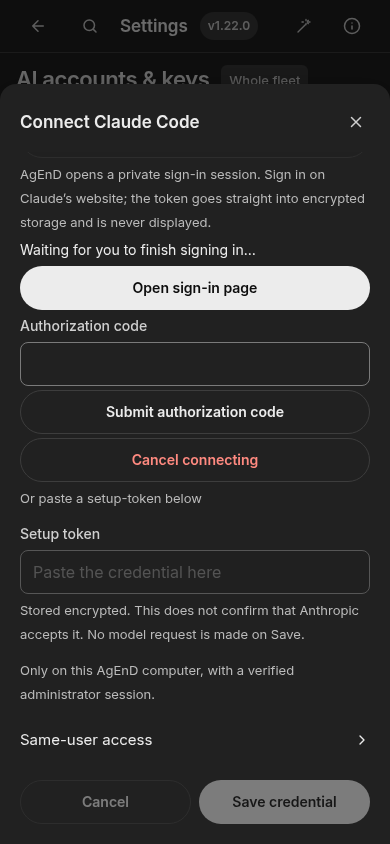 Settings v1.22.0
AI accounts & keys Whole fleet
Connect Claude Code
AgEnD opens a private sign-in session. Sign in on
Claude's website; the token goes straight into encrypted
storage and is never displayed.
Waiting for you to finish signing in...
Open sign-in page
Authorization code
Submit authorization code
Cancel connecting
Or paste a setup-token below
Setup token
Paste the credential here
Stored encrypted. This does not confirm that Anthropic
accepts it. No model request is made on Save.
Only on this AgEnD computer, with a verified
administrator session.
Same-user access
Cancel Save credential